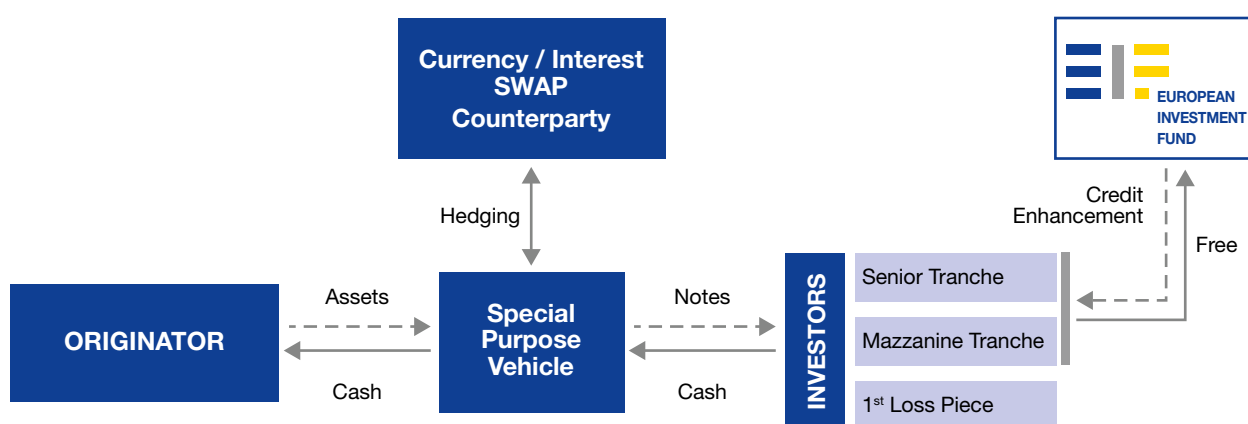 Currency / Interest
SWAP
Counterparty
EUROPEAN
INVESTMENT
FUND
Hedging
Credit
Enhancement
Free
ORIGINATOR
Assets
Cash
Special
Purpose
Vehicle
Notes
Cash
INVESTORS
Senior Tranche
Mazzanine Tranche
1st Loss Piece